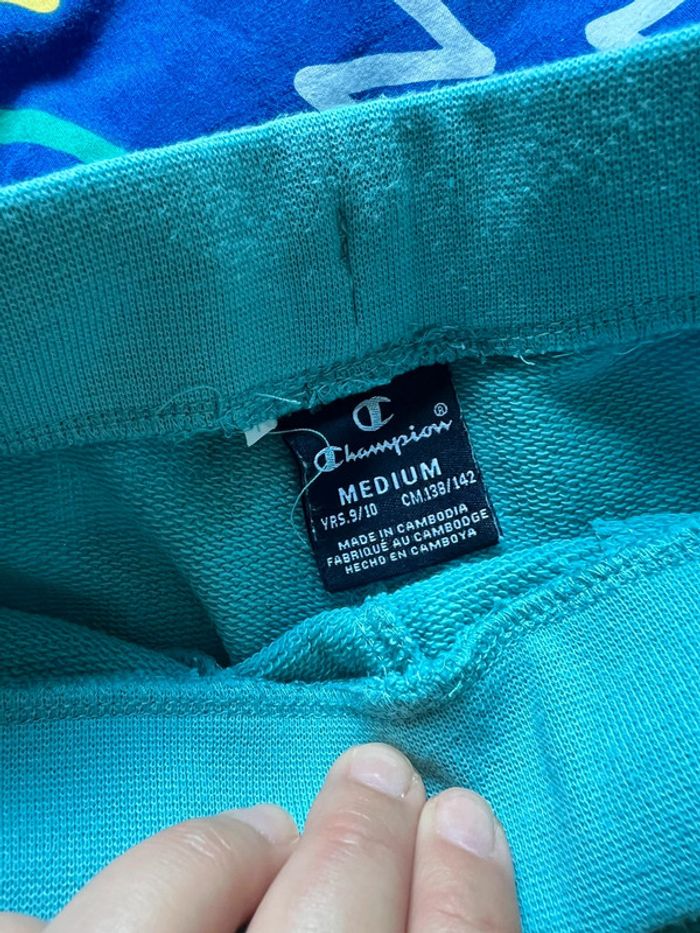 Champion®
MEDIUM
YRS.9/10 CM.138/142
MADE IN CAMBODIA
FABRIQUÉ AU CAMBODGE
HECHO EN CAMBOYA